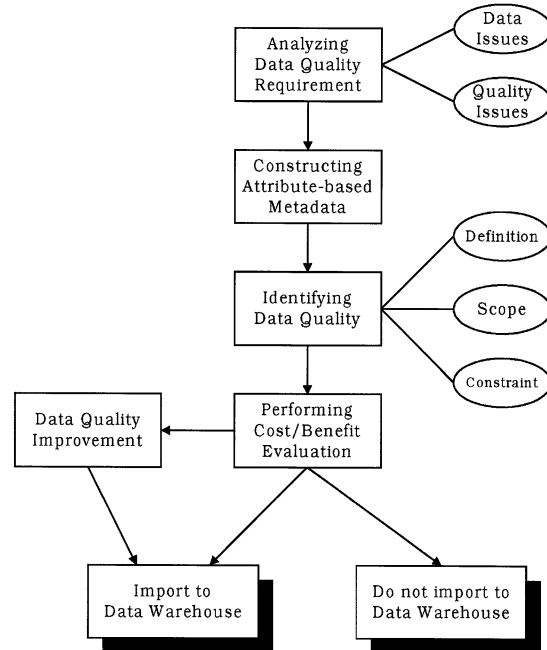 Analyzing
Data Quality
Requirement
Data
Issues
Quality
Issues
Constructing
Attribute-based
Metadata
Identifying
Data Quality
Definition
Scope
Constraint
Data Quality
Improvement
Performing
Cost/Benefit
Evaluation
Import to
Data Warehouse
Do not import to
Data Warehouse